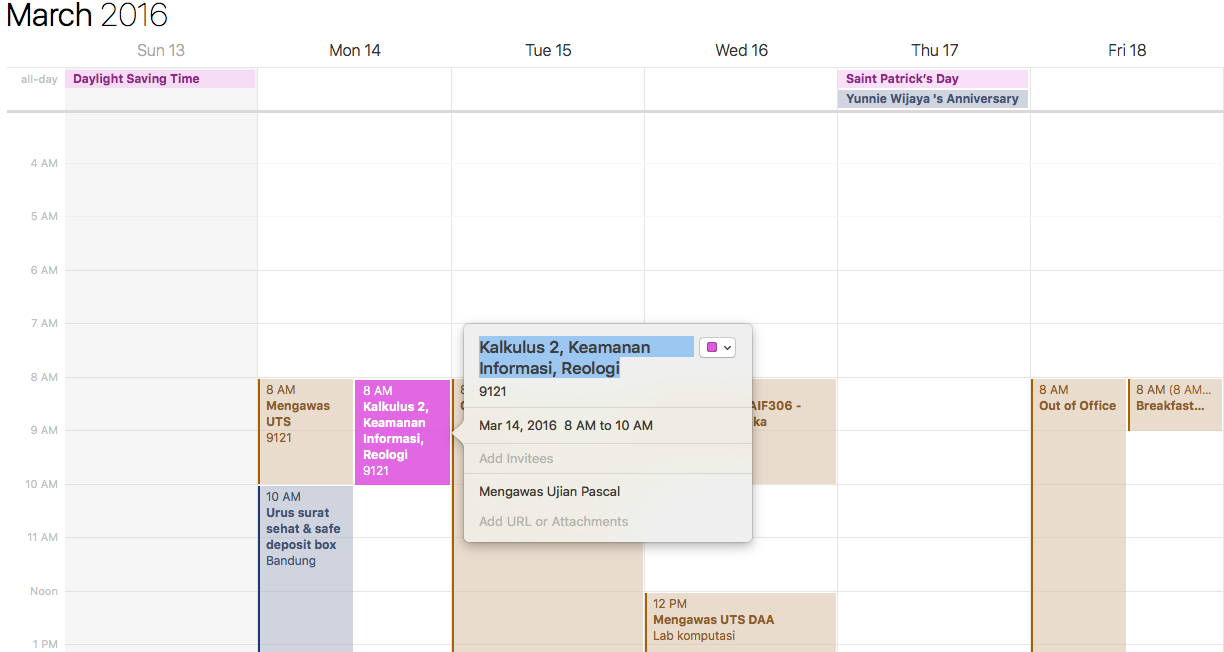 March 2016
Sun 13
Mon 14
Tue 15
Wed 16
Thu 17
Fri 18
all-day
Daylight Saving Time
Saint Patrick's Day
Yunnie Wijaya 's Anniversary
4 AM
5 AM
6 AM
7 AM
8 AM
9 AM
10 AM
11 AM
Noon
1 PM
8 AM
Mengawas
UTS
9121
10 AM
Urus surat
sehat & safe
deposit box
Bandung
8 AM
Kalkulus 2,
Keamanan
Informasi,
Reologi
9121
Kalkulus 2, Keamanan
Informasi, Reologi
9121
Mar 14, 2016 8 AM to 10 AM
Add Invitees
Mengawas Ujian Pascal
Add URL or Attachments
AIF306 -
ka
12 PM
Mengawas UTS DAA
Lab komputasi
8 AM
Out of Office
8 AM (8 AM...
Breakfast...